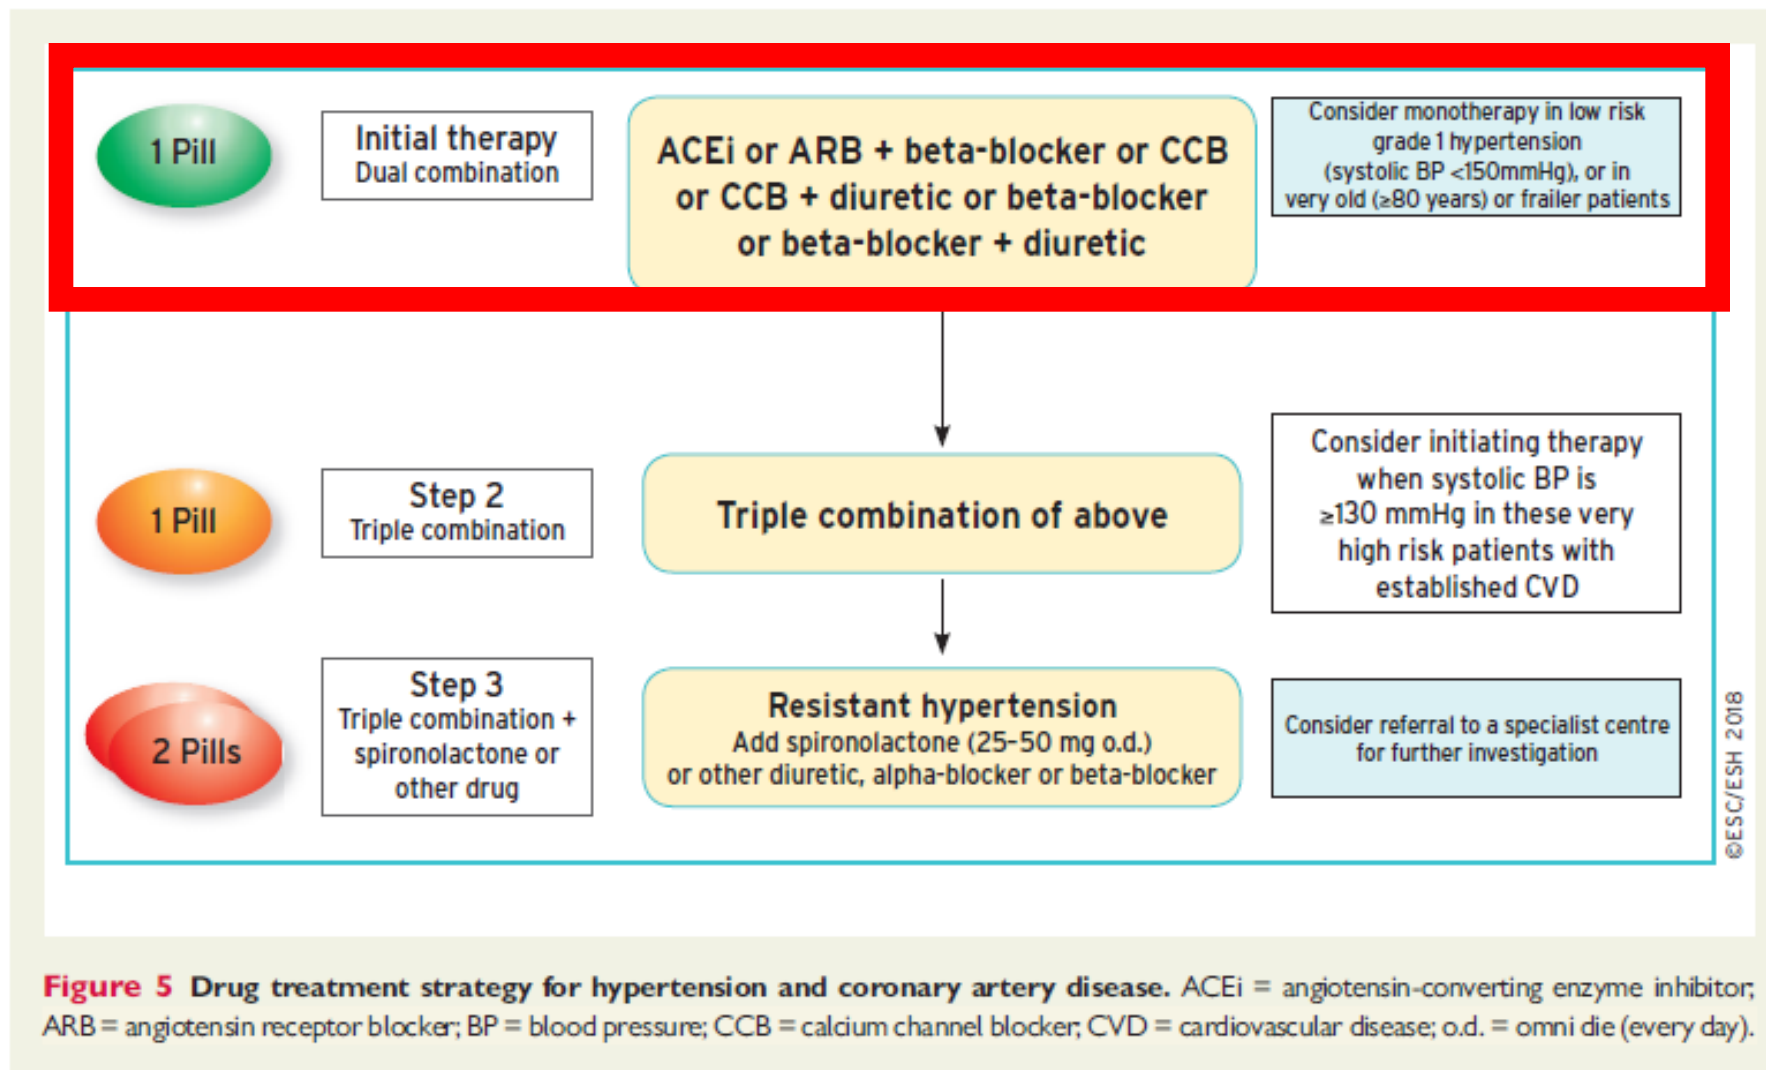 1 Pill
Initial therapy
Dual combination
ACEi or ARB + beta-blocker or CCB
or CCB + diuretic or beta-blocker
or beta-blocker + diuretic
Consider monotherapy in low risk
grade 1 hypertension
(systolic BP <150mmHg), or in
very old (≥80 years) or frailer patients
1 Pill
Step 2
Triple combination
Triple combination of above
Consider initiating therapy
when systolic BP is
≥130 mmHg in these very
high risk patients with
established CVD
2 Pills
Step 3
Triple combination +
spironolactone or
other drug
Resistant hypertension
Add spironolactone (25-50 mg o.d.)
or other diuretic, alpha-blocker or beta-blocker
Consider referral to a specialist centre
for further investigation
©ESC/ESH 2018
Figure 5 Drug treatment strategy for hypertension and coronary artery disease. ACEi = angiotensin-converting enzyme inhibitor;
ARB = angiotensin receptor blocker; BP = blood pressure; CCB = calcium channel blocker; CVD = cardiovascular disease; o.d. = omni die (every day).